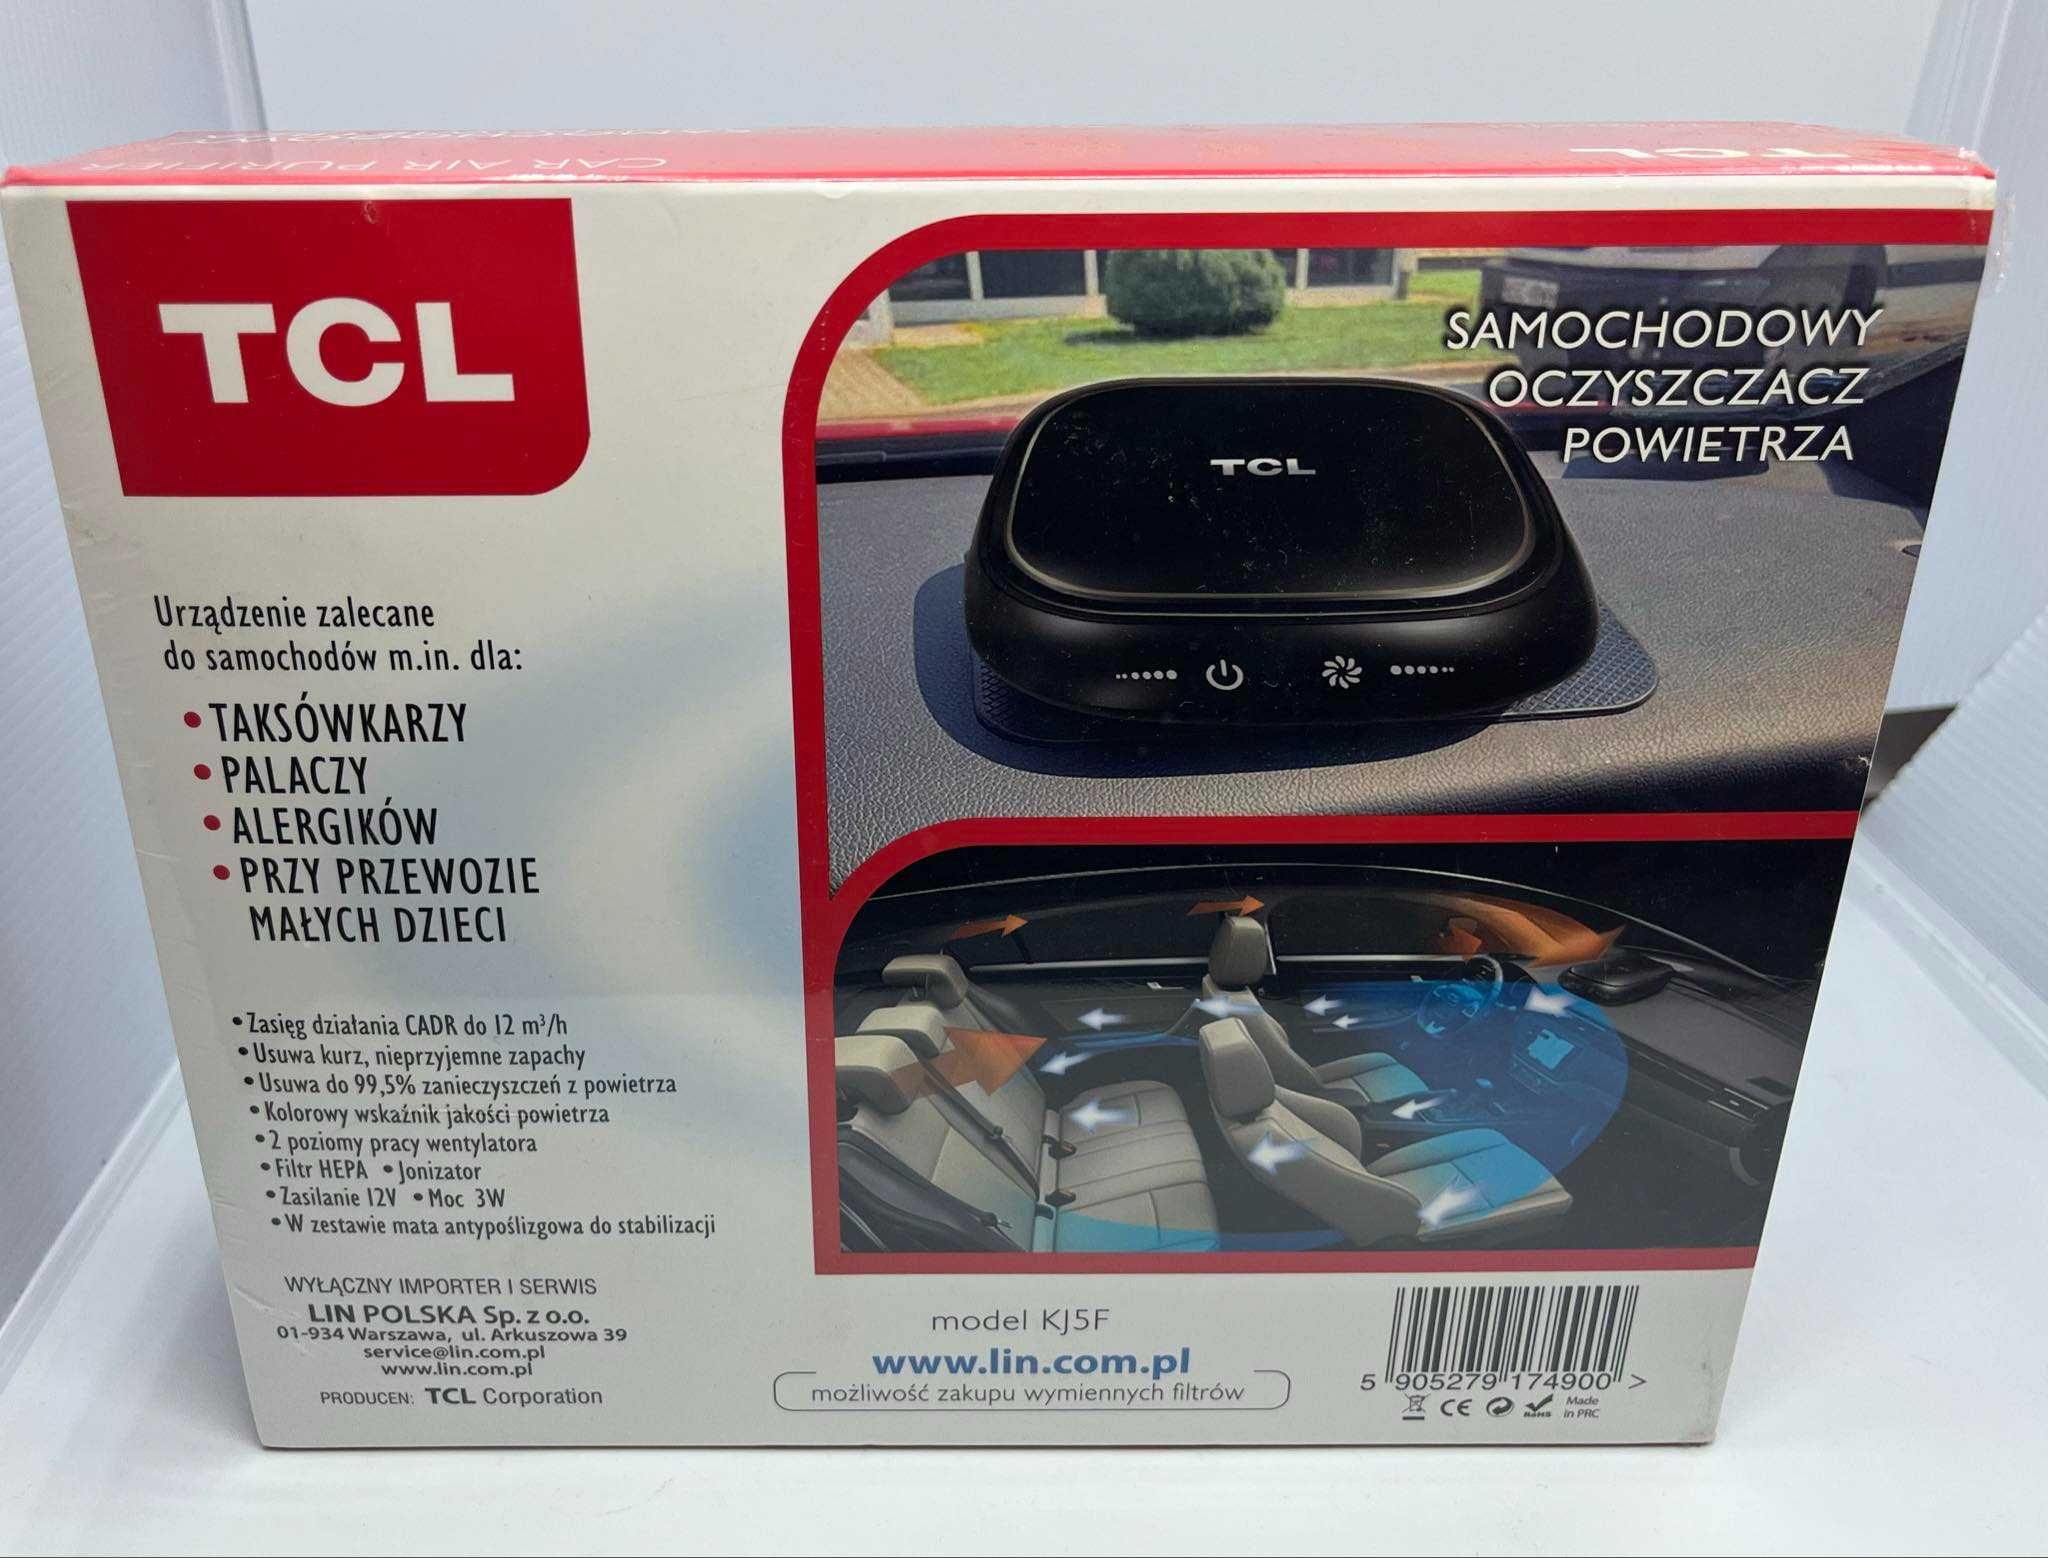 CAR AIR PURIFIER
TCL
TCL
SAMOCHODOWY
OCZYSZCZACZ
POWIETRZA
TCL
Urządzenie zalecane
do samochodów m.in. dla:
• TAKSÓWKARZY
• PALACZY
• ALERGIKÓW
• PRZY PRZEWOZIE
MAŁYCH DZIECI
• Zasięg działania CADR do 12 m³/h
• Usuwa kurz, nieprzyjemne zapachy
• Usuwa do 99,5% zanieczyszczeń z powietrza
• Kolorowy wskaźnik jakości powietrza
• 2 poziomy pracy wentylatora
• Filtr HEPA • Jonizator
• Zasilanie 12V • Moc 3W
• W zestawie mata antypoślizgowa do stabilizacji
WYŁĄCZNY IMPORTER I SERWIS
LIN POLSKA Sp. z o.o.
01-934 Warszawa, ul. Arkuszowa 39
service@lin.com.pl
www.lin.com.pl
PRODUCEN: TCL Corporation
model KJ5F
www.lin.com.pl
możliwość zakupu wymiennych filtrów
5 905279 174900 >
CE RoHS Made
in PRC